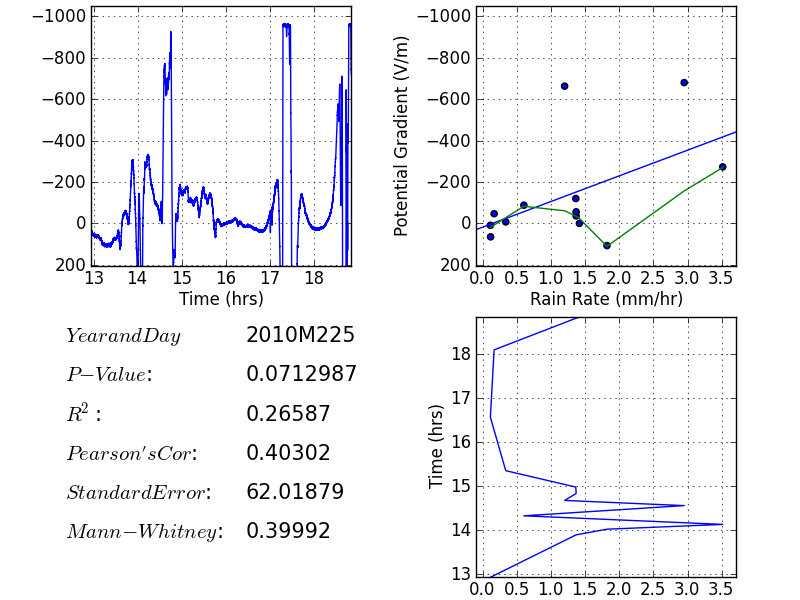 −1000
−800
−600
−400
−200
0
200
13 14 15 16 17 18
Time (hrs)
Potential Gradient (V/m)
−1000
−800
−600
−400
−200
0
200
0.0 0.5 1.0 1.5 2.0 2.5 3.0 3.5
Rain Rate (mm/hr)
YearandDay 2010M225
P−Value: 0.0712987
R²: 0.26587
Pearson'sCor: 0.40302
StandardError: 62.01879
Mann−Whitney: 0.39992
Time (hrs)
18
17
16
15
14
13
0.0 0.5 1.0 1.5 2.0 2.5 3.0 3.5